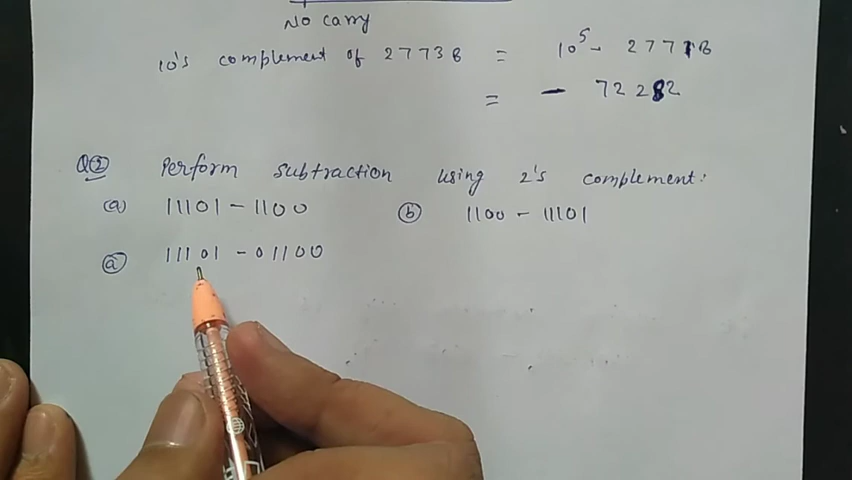 No carry
10's complement of 27738 = 10⁵ - 27718
= - 72282
Q② Perform subtraction using 2's complement:
ⓐ 11101 - 1100 ⓑ 1100 - 11101
ⓐ 11101 - 01100